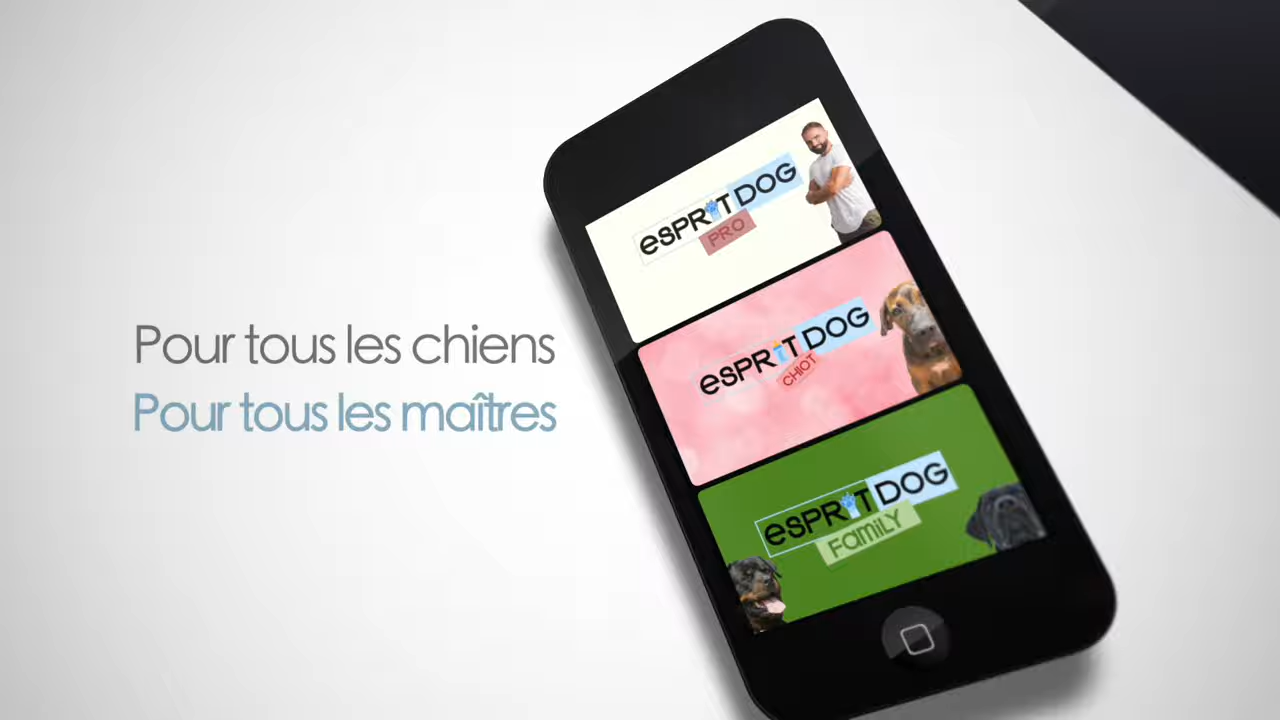 Pour tous les chiens
Pour tous les maîtres
esPRiT DOG
PRO
esPRiT DOG
CHIOT
esPRiT DOG
FamiLY